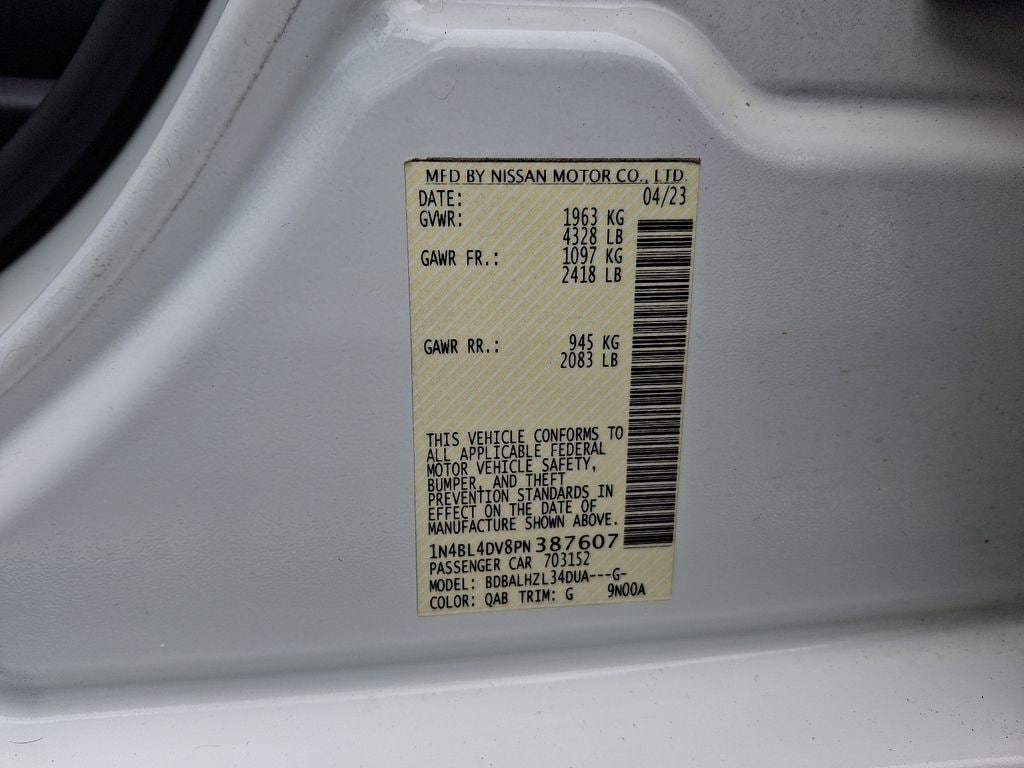 MFD BY NISSAN MOTOR CO., LTD.
DATE: 04/23
GVWR: 1963 KG
4328 LB
GAWR FR.: 1097 KG
2418 LB
GAWR RR.: 945 KG
2083 LB
THIS VEHICLE CONFORMS TO
ALL APPLICABLE FEDERAL
MOTOR VEHICLE SAFETY,
BUMPER, AND THEFT
PREVENTION STANDARDS IN
EFFECT ON THE DATE OF
MANUFACTURE SHOWN ABOVE.
1N4BL4DV8PN387607
PASSENGER CAR 703152
MODEL: BDBALHZL34DUA---G-
COLOR: QAB TRIM: G 9N00A